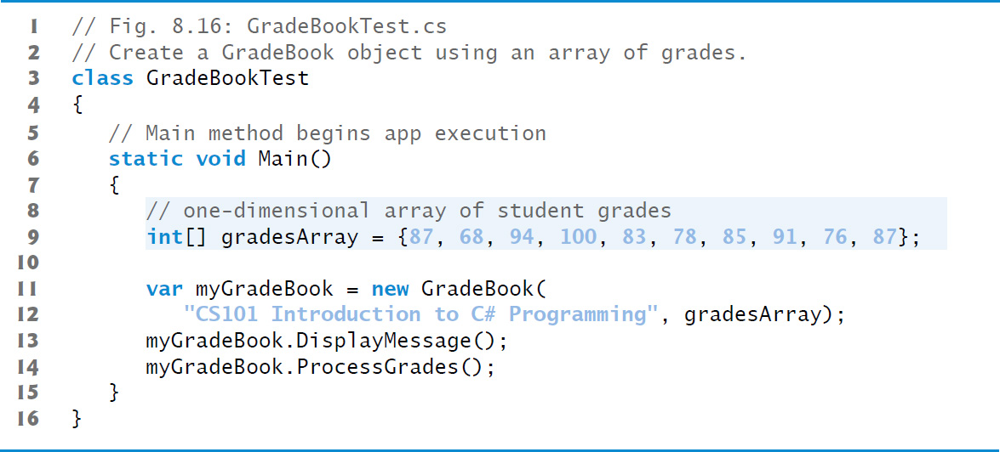 1 // Fig. 8.16: GradeBookTest.cs
2 // Create a GradeBook object using an array of grades.
3 class GradeBookTest
4 {
5 // Main method begins app execution
6 static void Main()
7 {
8 // one-dimensional array of student grades
9 int[] gradesArray = {87, 68, 94, 100, 83, 78, 85, 91, 76, 87};
10
11 var myGradeBook = new GradeBook(
12 "CS101 Introduction to C# Programming", gradesArray);
13 myGradeBook.DisplayMessage();
14 myGradeBook.ProcessGrades();
15 }
16 }